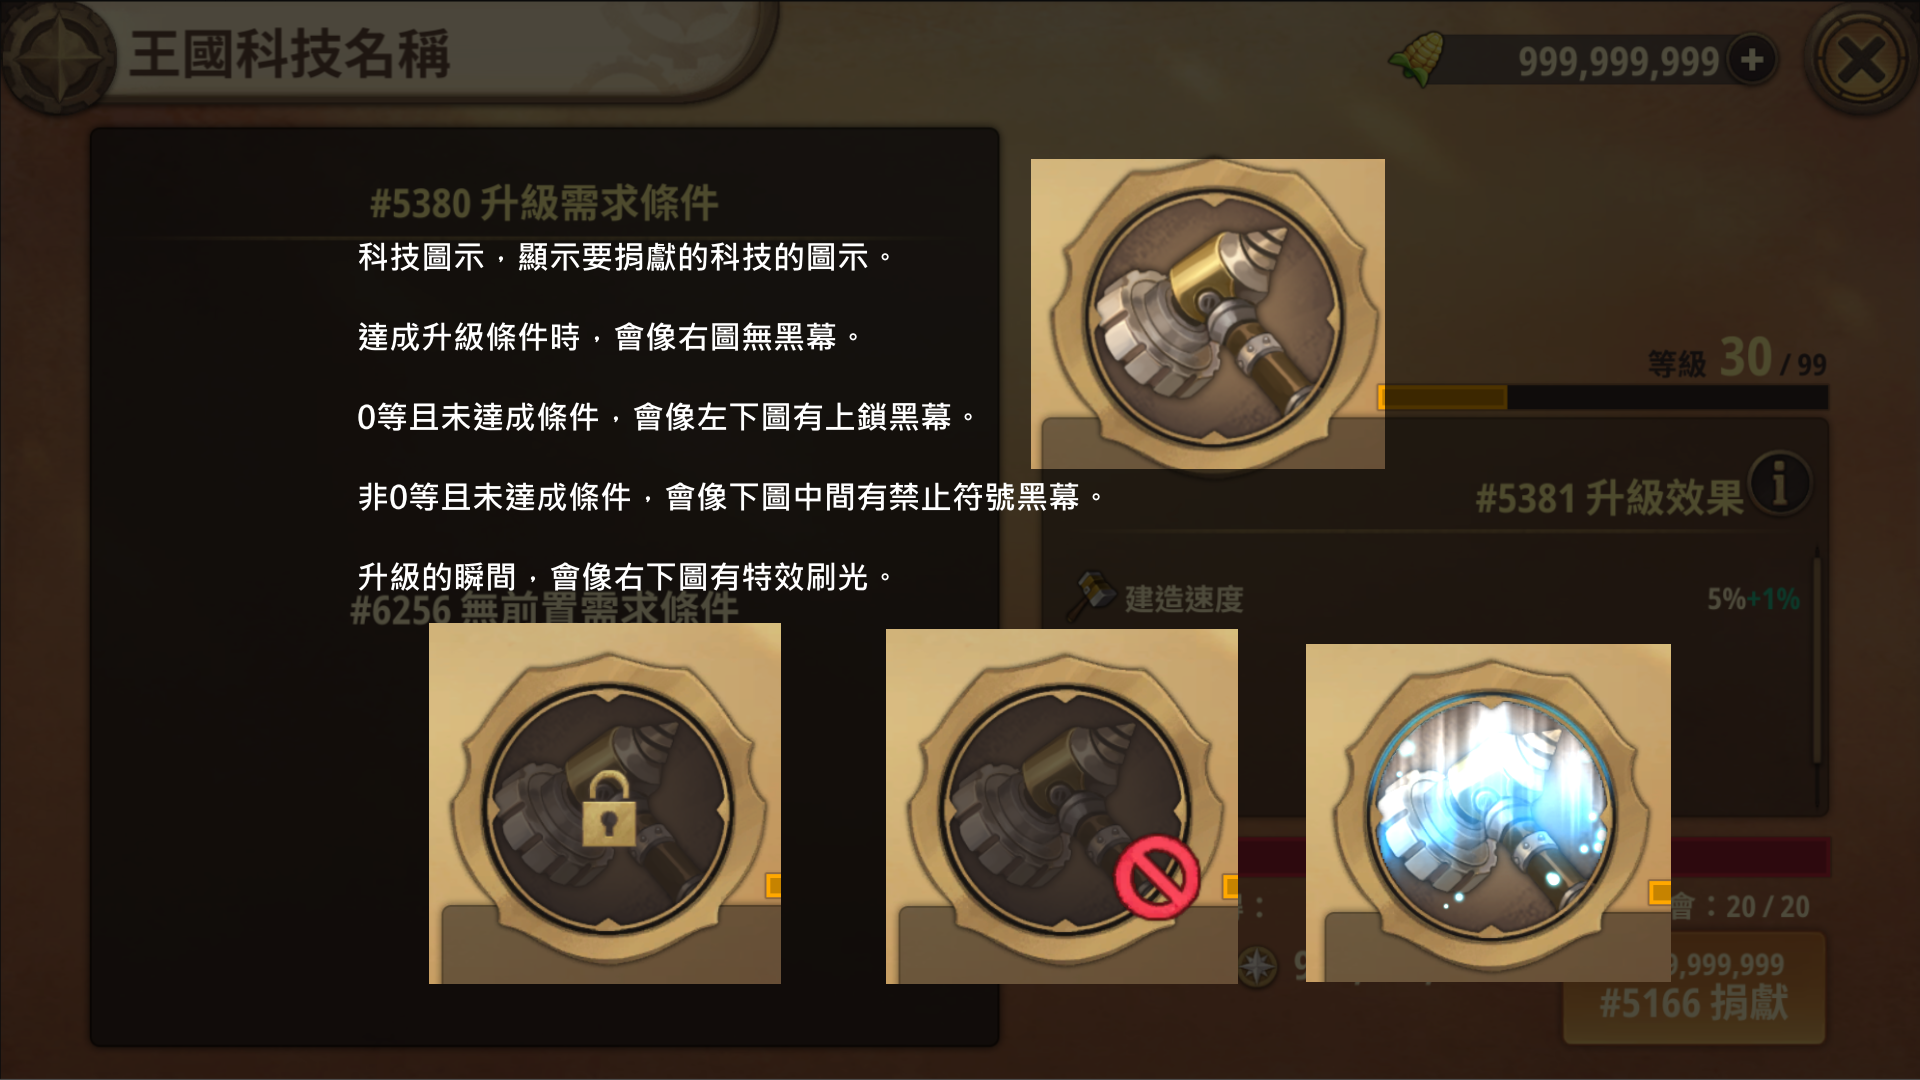 王國科技名稱
999,999,999
#5380 升級需求條件
科技圖示，顯示要捐獻的科技的圖示。
達成升級條件時，會像右圖無黑幕。
0等且未達成條件，會像左下圖有上鎖黑幕。
非0等且未達成條件，會像下圖中間有禁止符號黑幕。
升級的瞬間，會像右下圖有特效刷光。
#6256 無前置需求條件
等級 30 / 99
#5381 升級效果
建造速度 5%+1%
會：20 / 20
9,999,999
#5166 捐獻